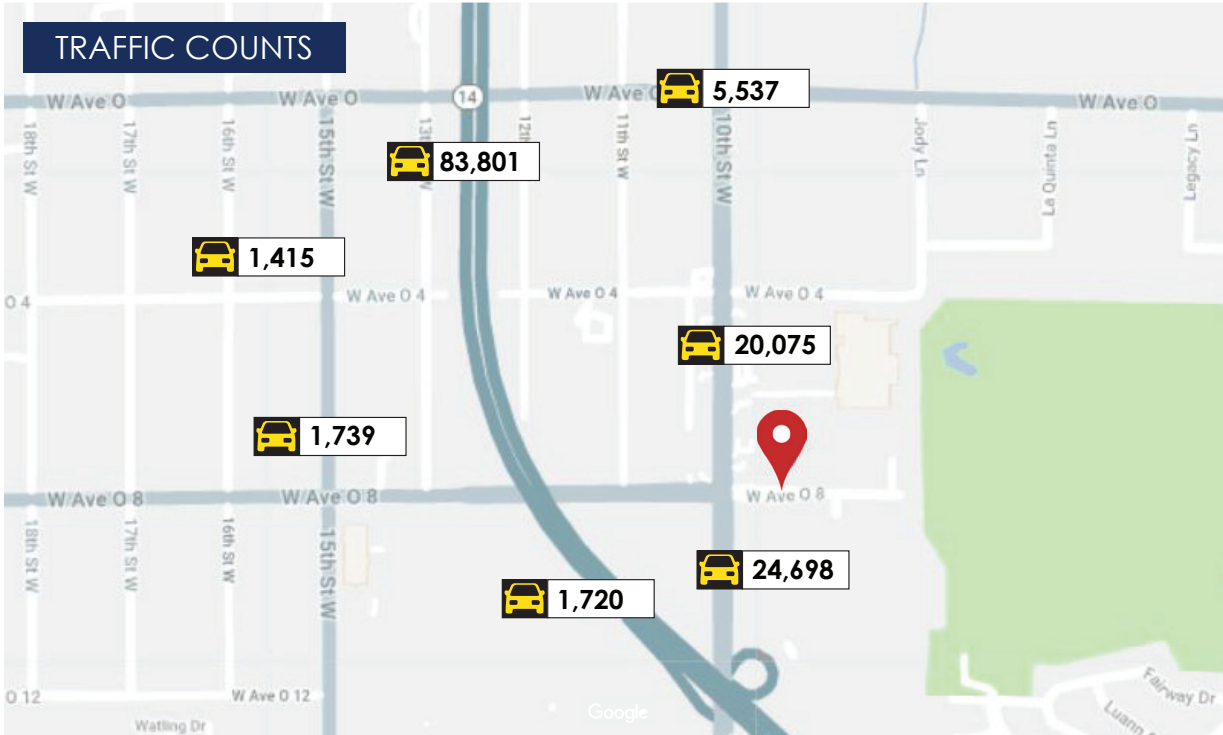 TRAFFIC COUNTS
W Ave O
W Ave O
14
W Ave O
5,537
W Ave O
18th St W
17th St W
16th St W
15th St W
13th
12th
11th St W
10th St W
Jody Ln
La Quinta Ln
Legacy Ln
83,801
1,415
O 4
W Ave O 4
W Ave O 4
W Ave O 4
20,075
1,739
W Ave O 8
W Ave O 8
W Ave O 8
18th St W
17th St W
16th St W
15th St W
24,698
1,720
O 12
W Ave O 12
Watling Dr
Google
Fairway Dr
Luann